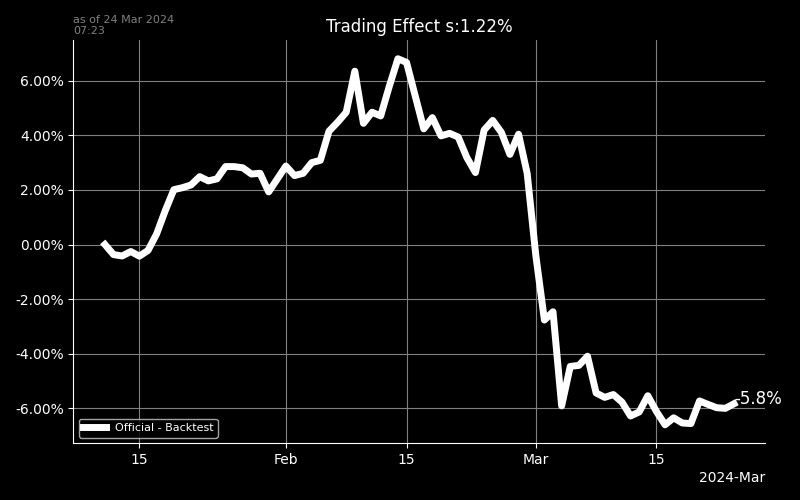 as of 24 Mar 2024
07:23
Trading Effect s:1.22%
6.00%
4.00%
2.00%
0.00%
-2.00%
-4.00%
-6.00%
-5.8%
Official - Backtest
15
Feb
15
Mar
15
2024-Mar